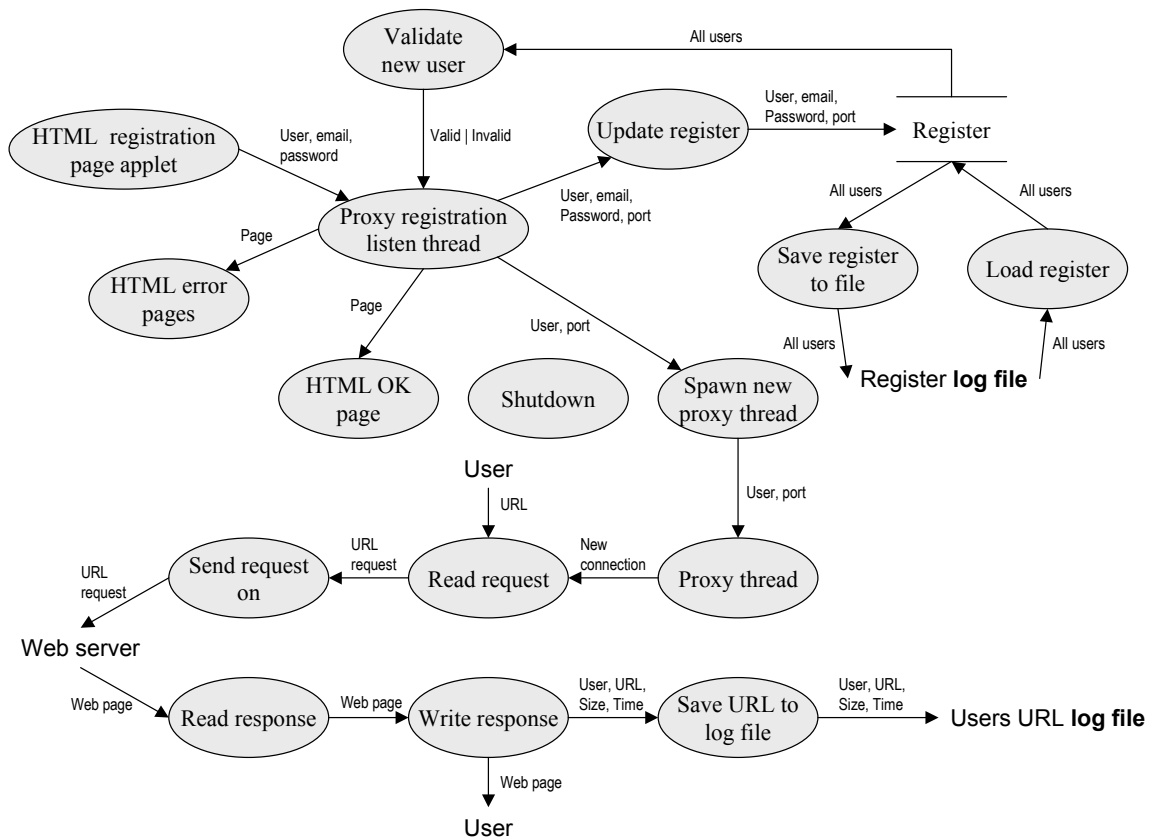 Validate
new user
All users
HTML registration
page applet
User, email,
password
Valid | Invalid
Update register
User, email,
Password, port
Register
Proxy registration
listen thread
User, email,
Password, port
All users
All users
Page
HTML error
pages
Save register
to file
Load register
Page
User, port
All users
All users
Register log file
HTML OK
page
Shutdown
Spawn new
proxy thread
User
URL
User, port
Send request
on
URL
request
Read request
New
connection
Proxy thread
URL
request
Web server
Web page
Read response
Web page
Write response
User, URL,
Size, Time
Save URL to
log file
User, URL,
Size, Time
Users URL log file
Web page
User